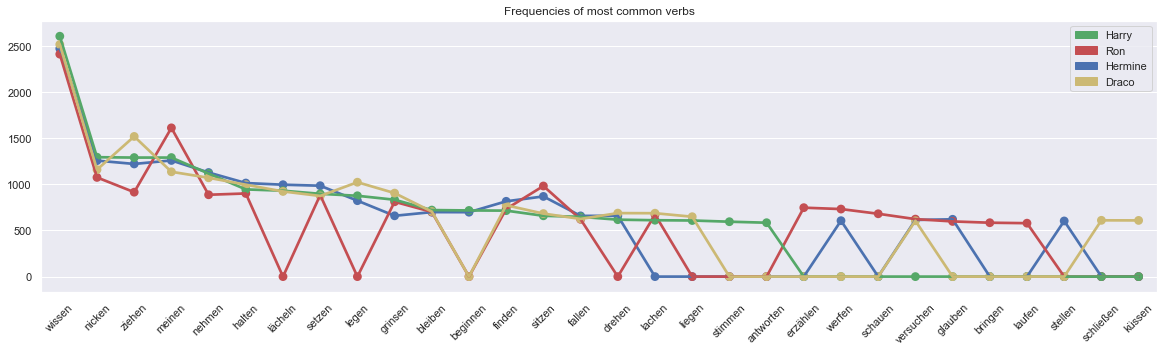 Frequencies of most common verbs
Harry
Ron
Hermine
Draco
2500
2000
1500
1000
500
0
wissen
nicken
ziehen
meinen
nehmen
halten
lächeln
setzen
legen
grinsen
bleiben
beginnen
finden
sitzen
fallen
drehen
lachen
liegen
stimmen
antworten
erzählen
werfen
schauen
versuchen
glauben
bringen
laufen
stellen
schließen
küssen